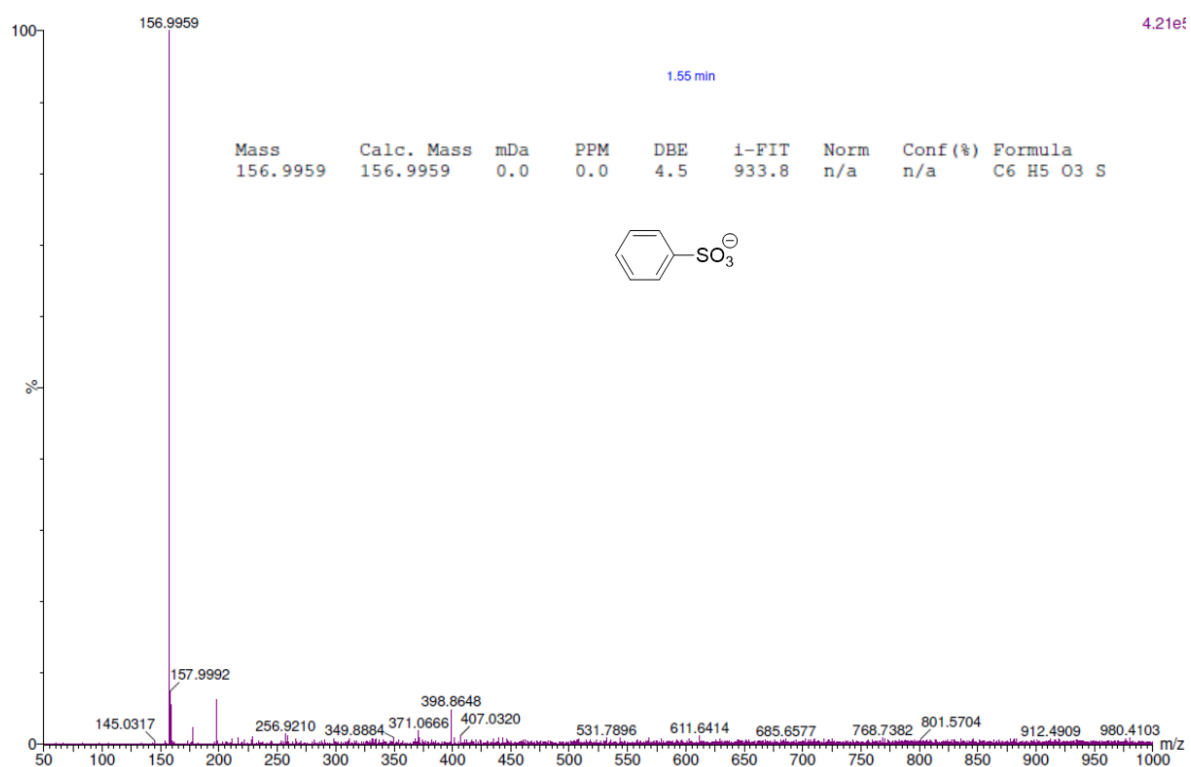 156.9959
100
4.21e5
1.55 min
Mass Calc. Mass mDa PPM DBE i-FIT Norm Conf(%) Formula
156.9959 156.9959 0.0 0.0 4.5 933.8 n/a n/a C6 H5 O3 S
SO3⊖
%
157.9992
398.8648
145.0317 256.9210 349.8884 371.0666 407.0320 531.7896 611.6414 685.6577 768.7382 801.5704 912.4909 980.4103
0 m/z
50 100 150 200 250 300 350 400 450 500 550 600 650 700 750 800 850 900 950 1000